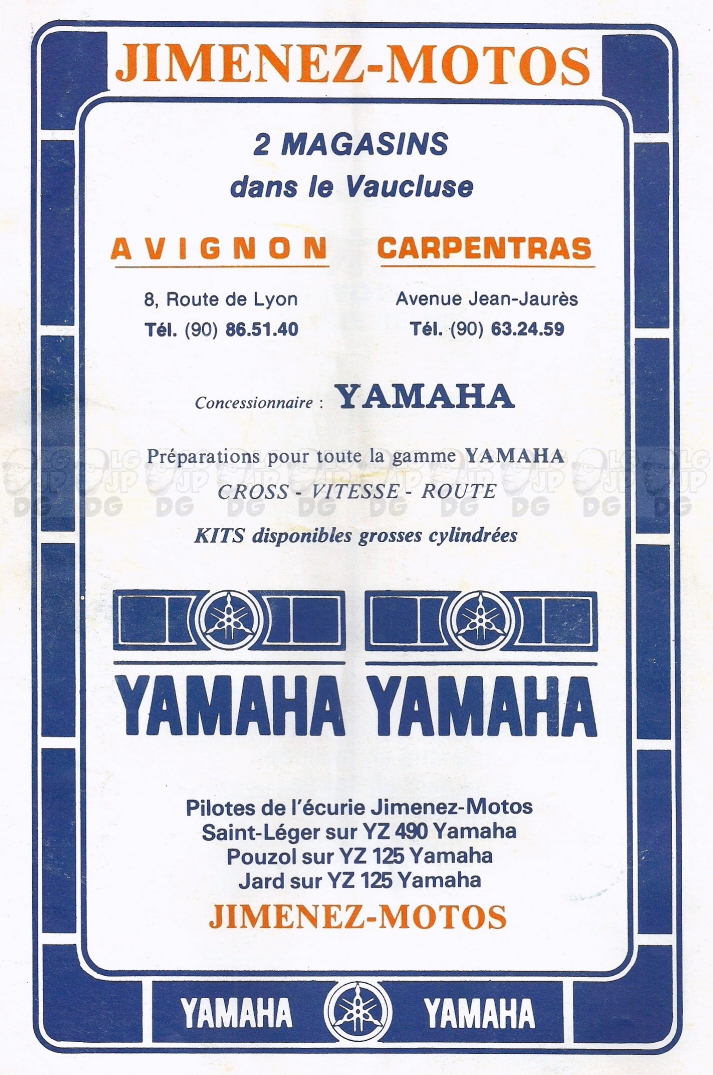 JIMENEZ-MOTOS
2 MAGASINS
dans le Vaucluse
AVIGNON
8, Route de Lyon
Tél. (90) 86.51.40
CARPENTRAS
Avenue Jean-Jaurès
Tél. (90) 63.24.59
Concessionnaire : YAMAHA
Préparations pour toute la gamme YAMAHA
CROSS - VITESSE - ROUTE
KITS disponibles grosses cylindrées
YAMAHA YAMAHA
Pilotes de l'écurie Jimenez-Motos
Saint-Léger sur YZ 490 Yamaha
Pouzol sur YZ 125 Yamaha
Jard sur YZ 125 Yamaha
JIMENEZ-MOTOS
YAMAHA YAMAHA